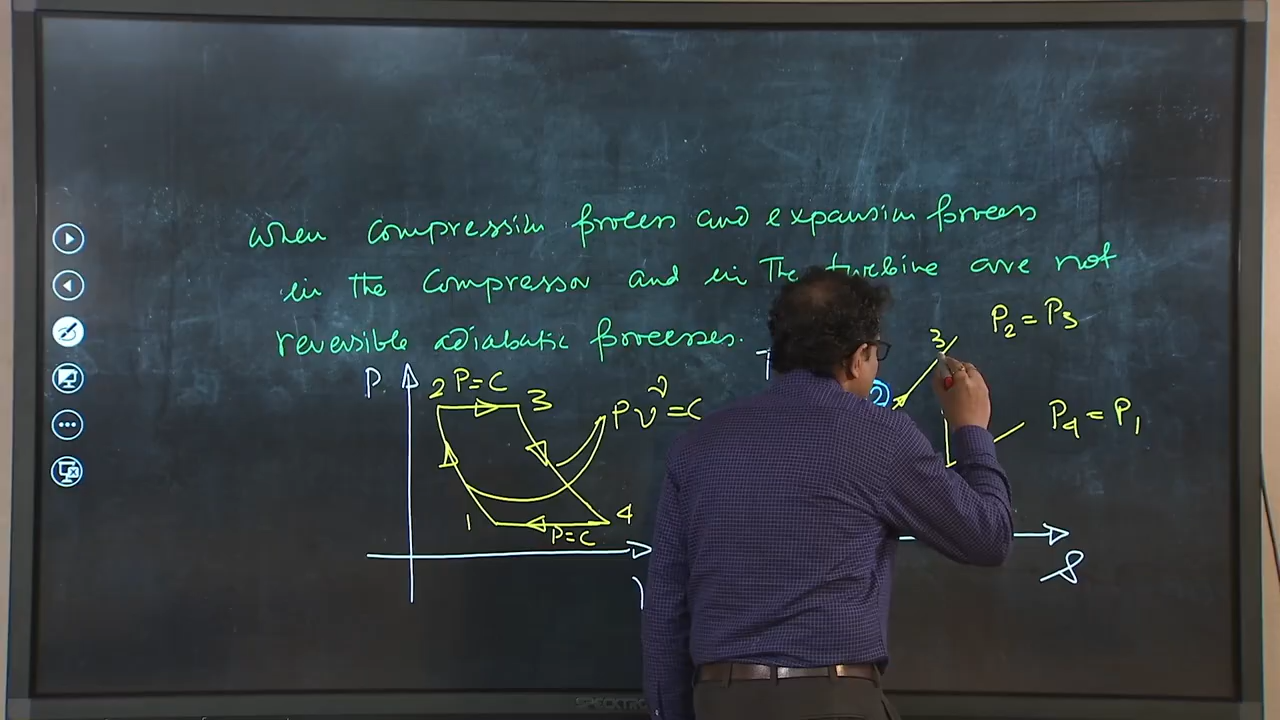 when compression process and expansion process
in the compressor and in the turbine are not
reversible adiabatic processes.
P
2 P=C 3
PV^γ=C
1
4
P=C
T
3
P₂=P₃
2
P₄=P₁
S
SPECKTRO